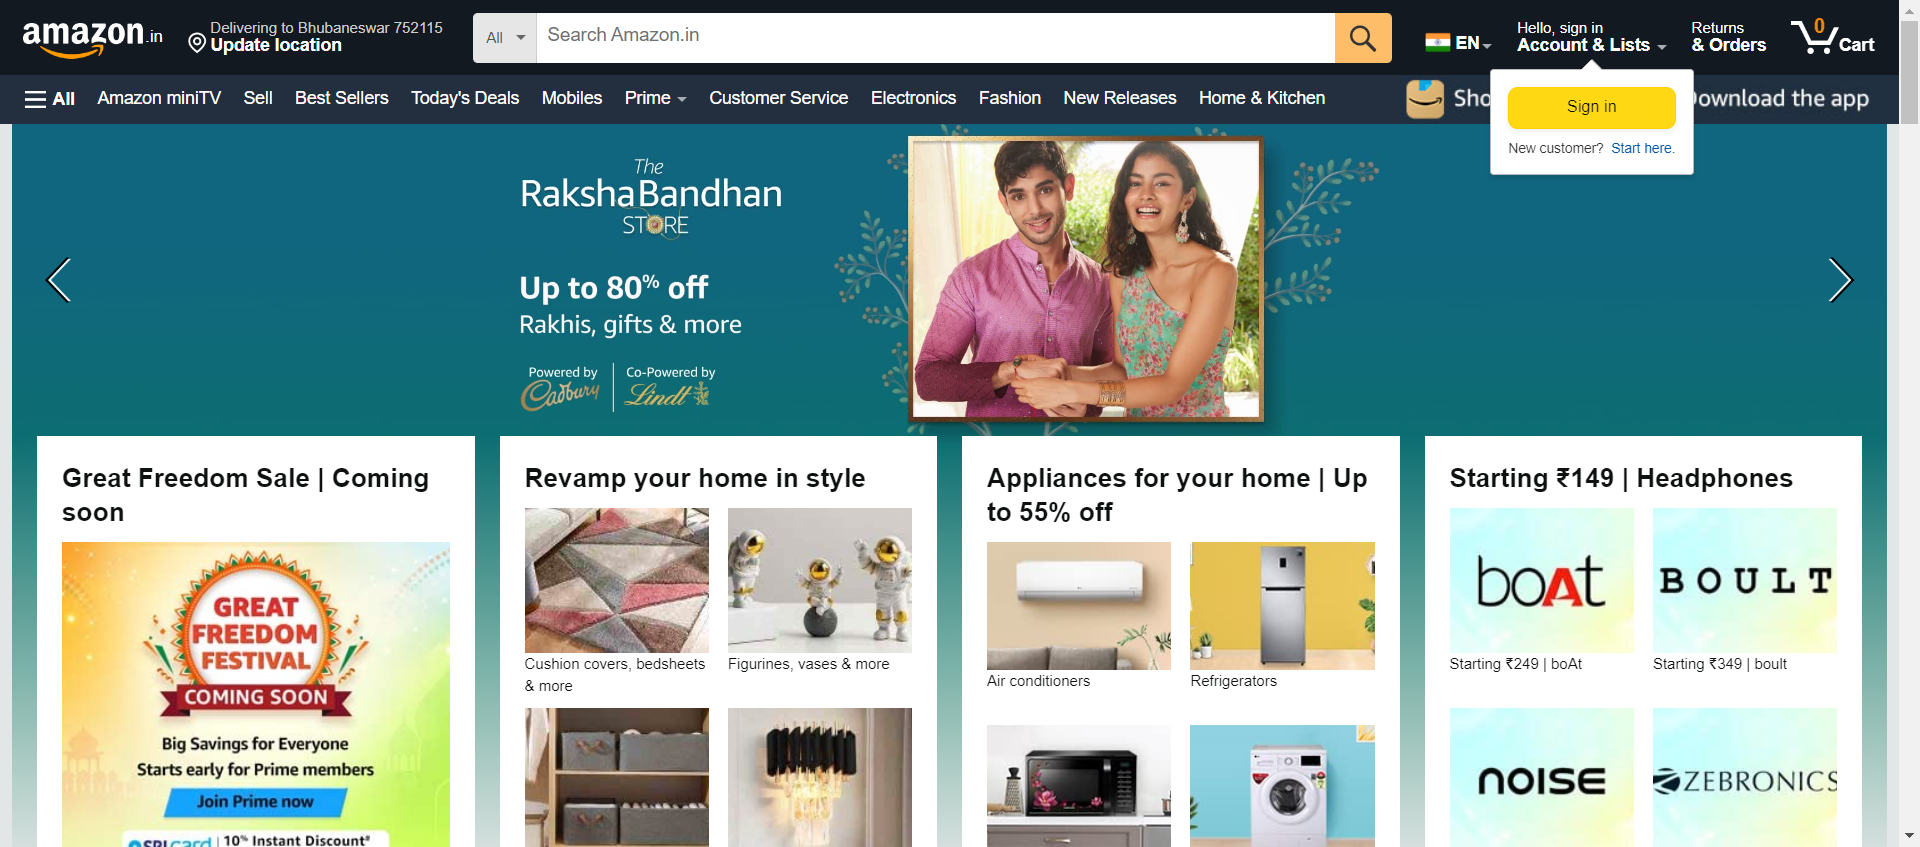 amazon.in
Delivering to Bhubaneswar 752115
Update location
All
Search Amazon.in
EN
Hello, sign in
Account & Lists
Returns
& Orders
0
Cart
All
Amazon miniTV
Sell
Best Sellers
Today's Deals
Mobiles
Prime
Customer Service
Electronics
Fashion
New Releases
Home & Kitchen
Download the app
Sign in
New customer? Start here.
The
Raksha Bandhan
STORE
Up to 80% off
Rakhis, gifts & more
Powered by
Cadbury
Co-Powered by
Lindt
Great Freedom Sale | Coming
soon
GREAT
FREEDOM
FESTIVAL
COMING SOON
Big Savings for Everyone
Starts early for Prime members
Join Prime now
SBI card | 10% Instant Discount#
Revamp your home in style
Cushion covers, bedsheets
& more
Figurines, vases & more
Appliances for your home | Up
to 55% off
Air conditioners
Refrigerators
Starting ₹149 | Headphones
boAt
BOULT
Starting ₹249 | boAt
Starting ₹349 | boult
noise
ZEBRONICS